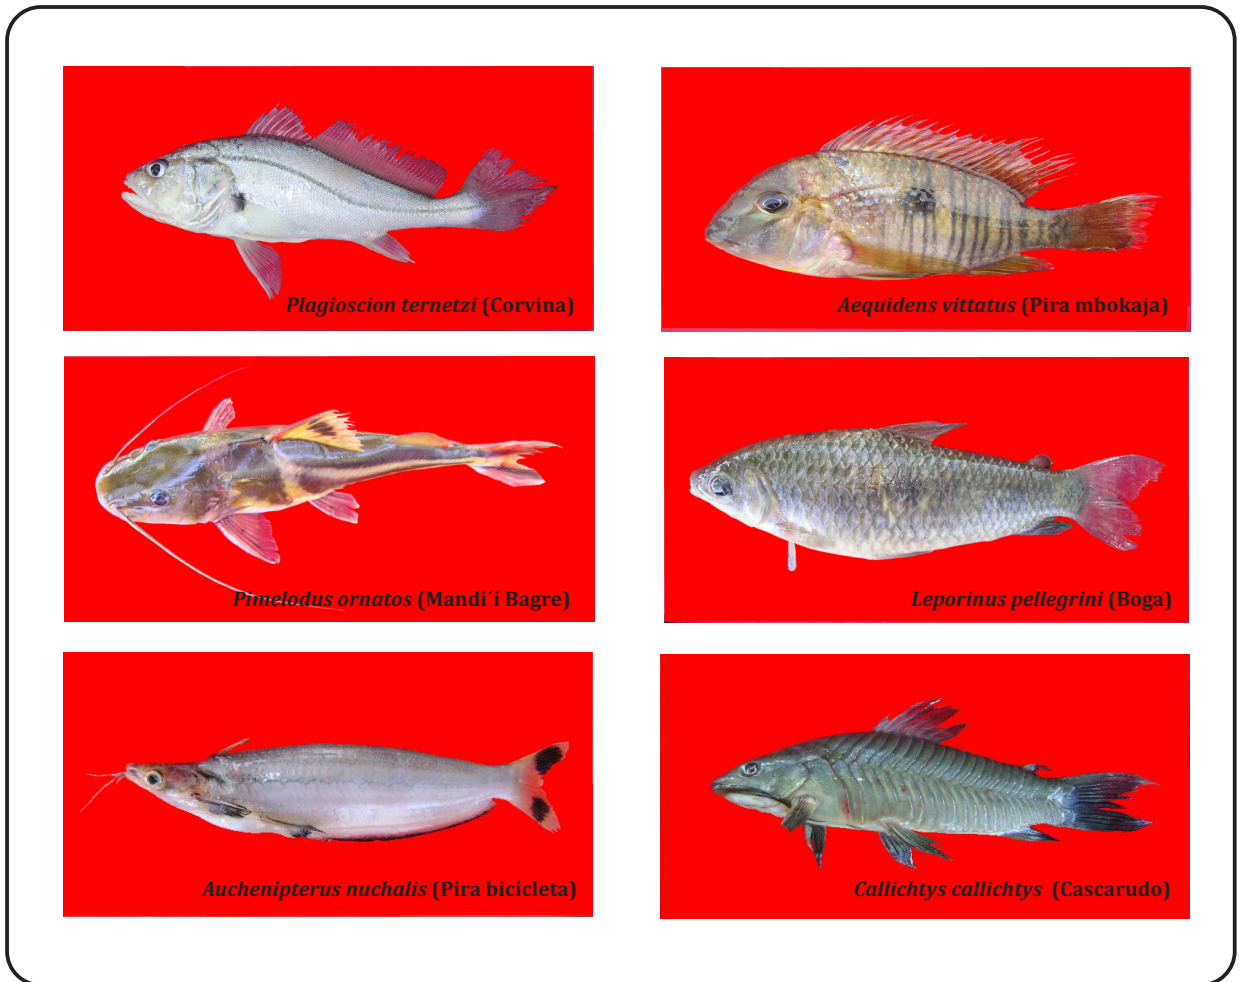 Plagioscion ternetzi (Corvina)
Aequidens vittatus (Pira mbokaja)
Pimelodus ornatos (Mandi´í Bagre)
Leporinus pellegrini (Boga)
Auchenipterus nuchalis (Pira bicicleta)
Callichtys callichtys (Cascarudo)